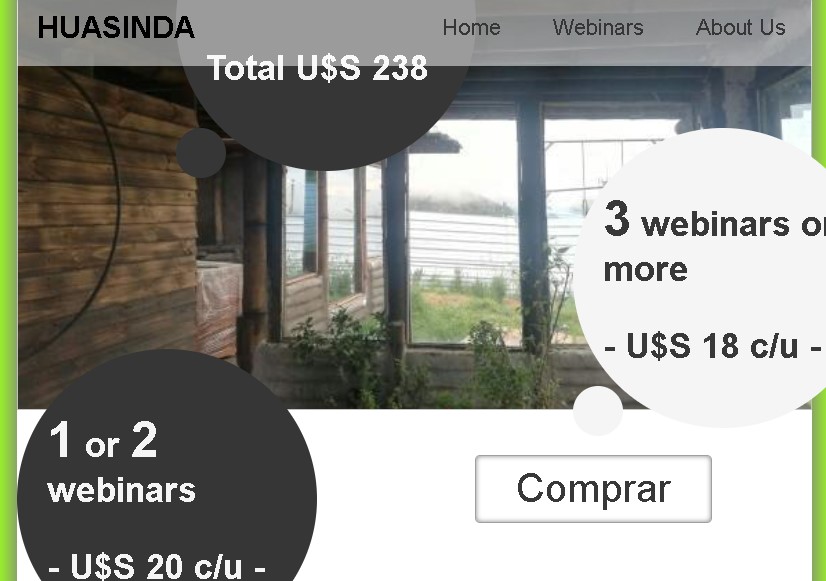 HUASINDA
Home
Webinars
About Us
Total U$S 238
3 webinars or
more
- U$S 18 c/u -
1 or 2
webinars
- U$S 20 c/u -
Comprar